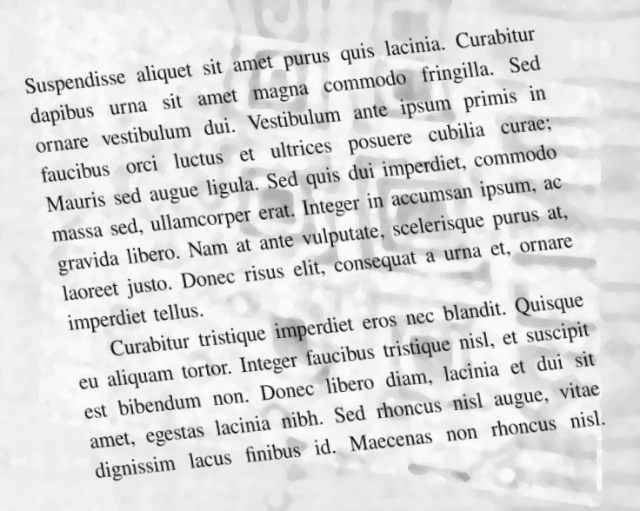 Suspendisse aliquet sit amet purus quis lacinia. Curabitur
dapibus urna sit amet magna commodo fringilla. Sed
ornare vestibulum dui. Vestibulum ante ipsum primis in
faucibus orci luctus et ultrices posuere cubilia curae;
Mauris sed augue ligula. Sed quis dui imperdiet, commodo
massa sed, ullamcorper erat. Integer in accumsan ipsum, ac
gravida libero. Nam at ante vulputate, scelerisque purus at,
laoreet justo. Donec risus elit, consequat a urna et, ornare
imperdiet tellus.
Curabitur tristique imperdiet eros nec blandit. Quisque
eu aliquam tortor. Integer faucibus tristique nisl, et suscipit
est bibendum non. Donec libero diam, lacinia et dui sit
amet, egestas lacinia nibh. Sed rhoncus nisl augue, vitae
dignissim lacus finibus id. Maecenas non rhoncus nisl.